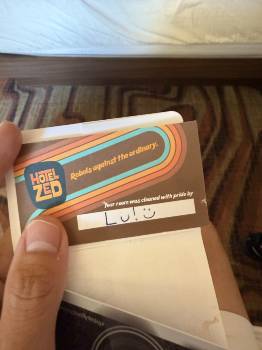 HOTEL
ZED
Rebels against the ordinary.
Your room was cleaned with pride by
Lulu